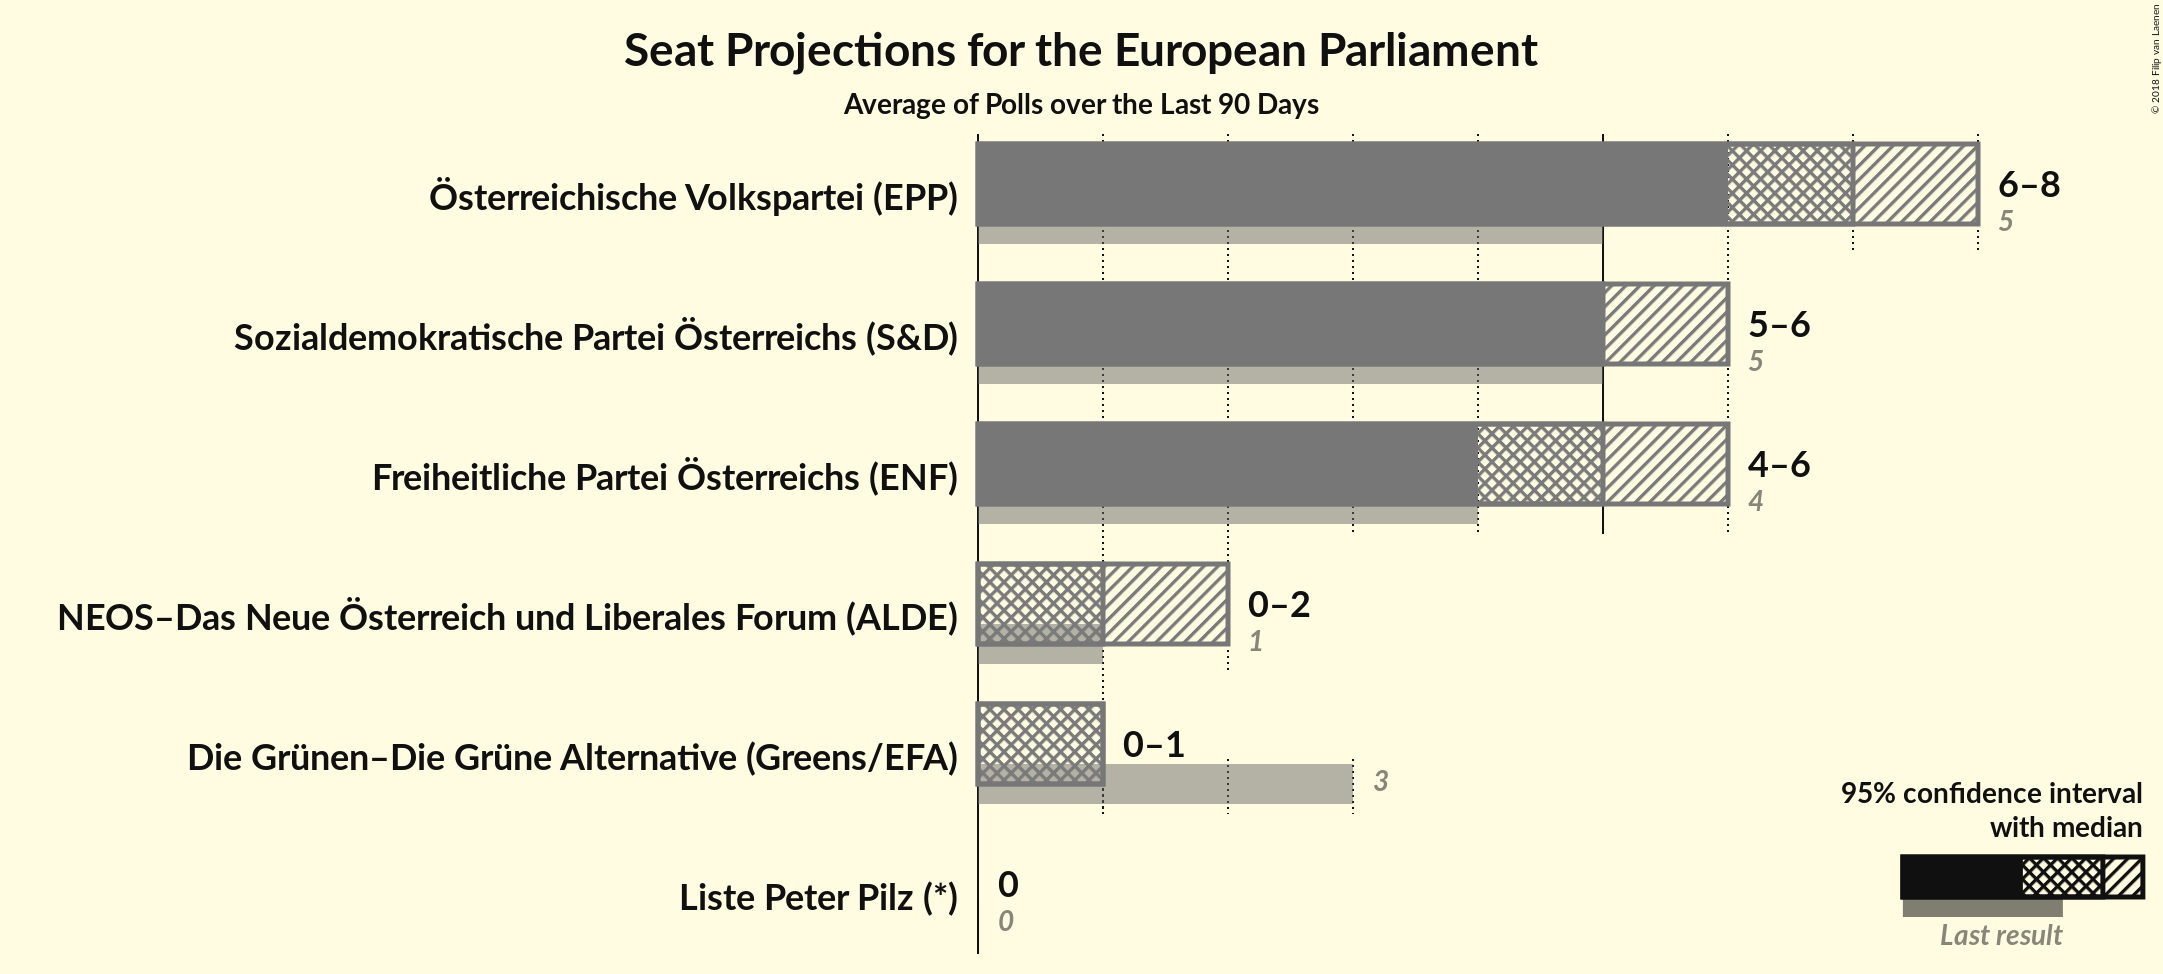 Seat Projections for the European Parliament
Average of Polls over the Last 90 Days
© 2018 Filip van Laenen
Österreichische Volkspartei (EPP)
6–8
5
Sozialdemokratische Partei Österreichs (S&D)
5–6
5
Freiheitliche Partei Österreichs (ENF)
4–6
4
NEOS–Das Neue Österreich und Liberales Forum (ALDE)
0–2
1
Die Grünen–Die Grüne Alternative (Greens/EFA)
0–1
3
Liste Peter Pilz (*)
0
0
95% confidence interval
with median
Last result